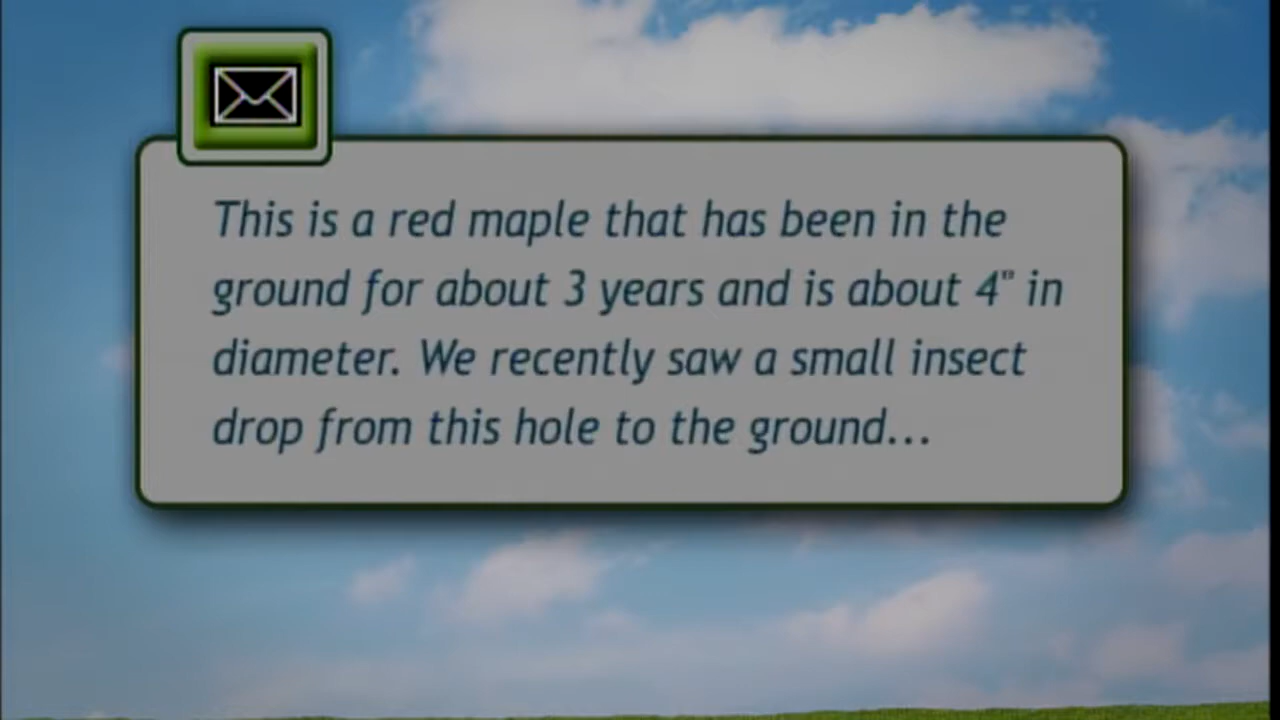 This is a red maple that has been in the
ground for about 3 years and is about 4" in
diameter. We recently saw a small insect
drop from this hole to the ground...